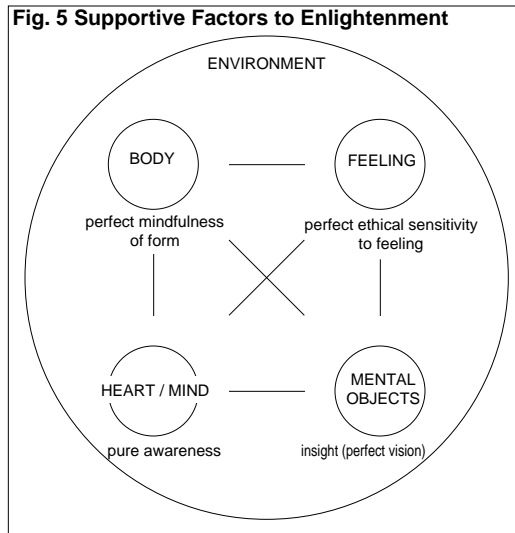 Fig. 5 Supportive Factors to Enlightenment
ENVIRONMENT
BODY
FEELING
perfect mindfulness
of form
perfect ethical sensitivity
to feeling
HEART / MIND
MENTAL
OBJECTS
pure awareness
insight (perfect vision)